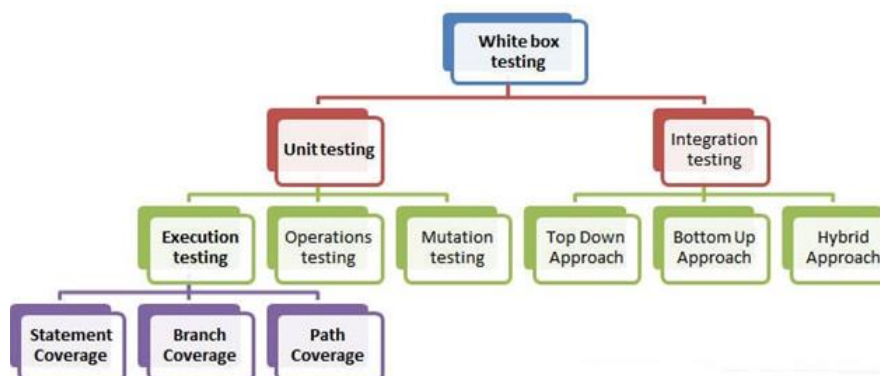 White box
testing
Unit testing
Integration
testing
Execution
testing
Operations
testing
Mutation
testing
Top Down
Approach
Bottom Up
Approach
Hybrid
Approach
Statement
Coverage
Branch
Coverage
Path
Coverage